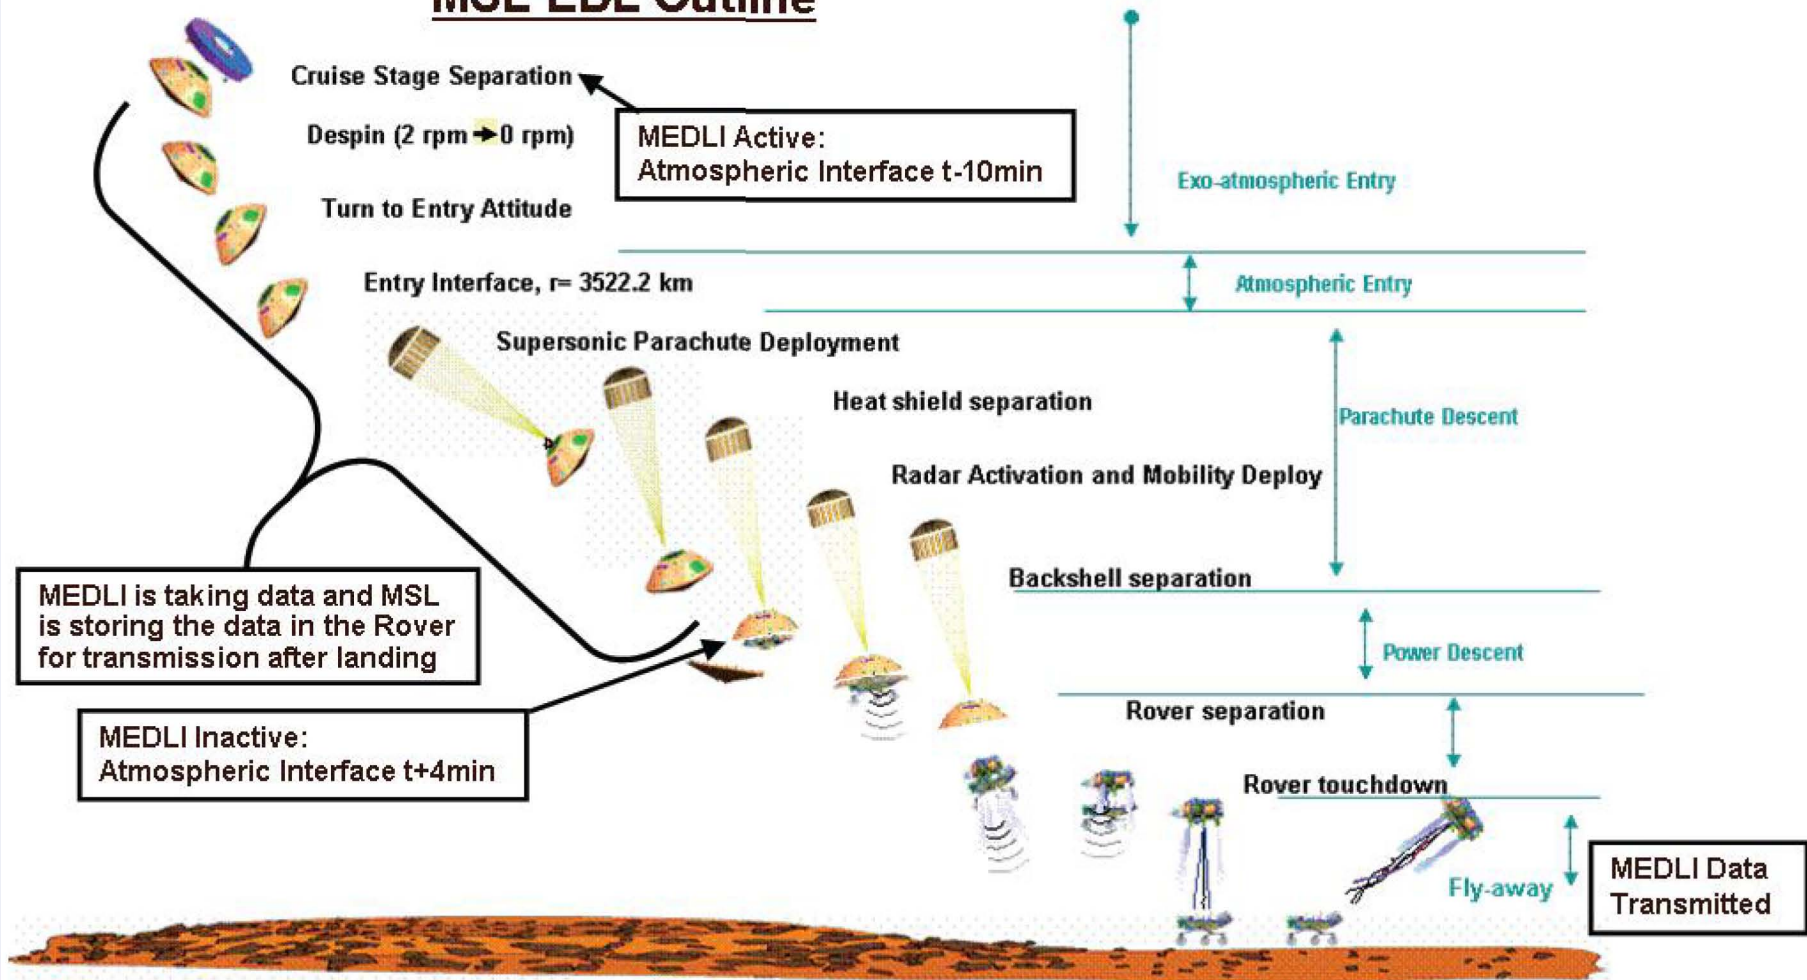 MSL EDL Outline
Cruise Stage Separation
Despin (2 rpm ➔ 0 rpm)
MEDLI Active:
Atmospheric Interface t-10min
Exo-atmospheric Entry
Turn to Entry Attitude
Entry Interface, r= 3522.2 km
Atmospheric Entry
Supersonic Parachute Deployment
Heat shield separation
Parachute Descent
Radar Activation and Mobility Deploy
Backshell separation
MEDLI is taking data and MSL
is storing the data in the Rover
for transmission after landing
Power Descent
Rover separation
MEDLI Inactive:
Atmospheric Interface t+4min
Rover touchdown
Fly-away
MEDLI Data
Transmitted